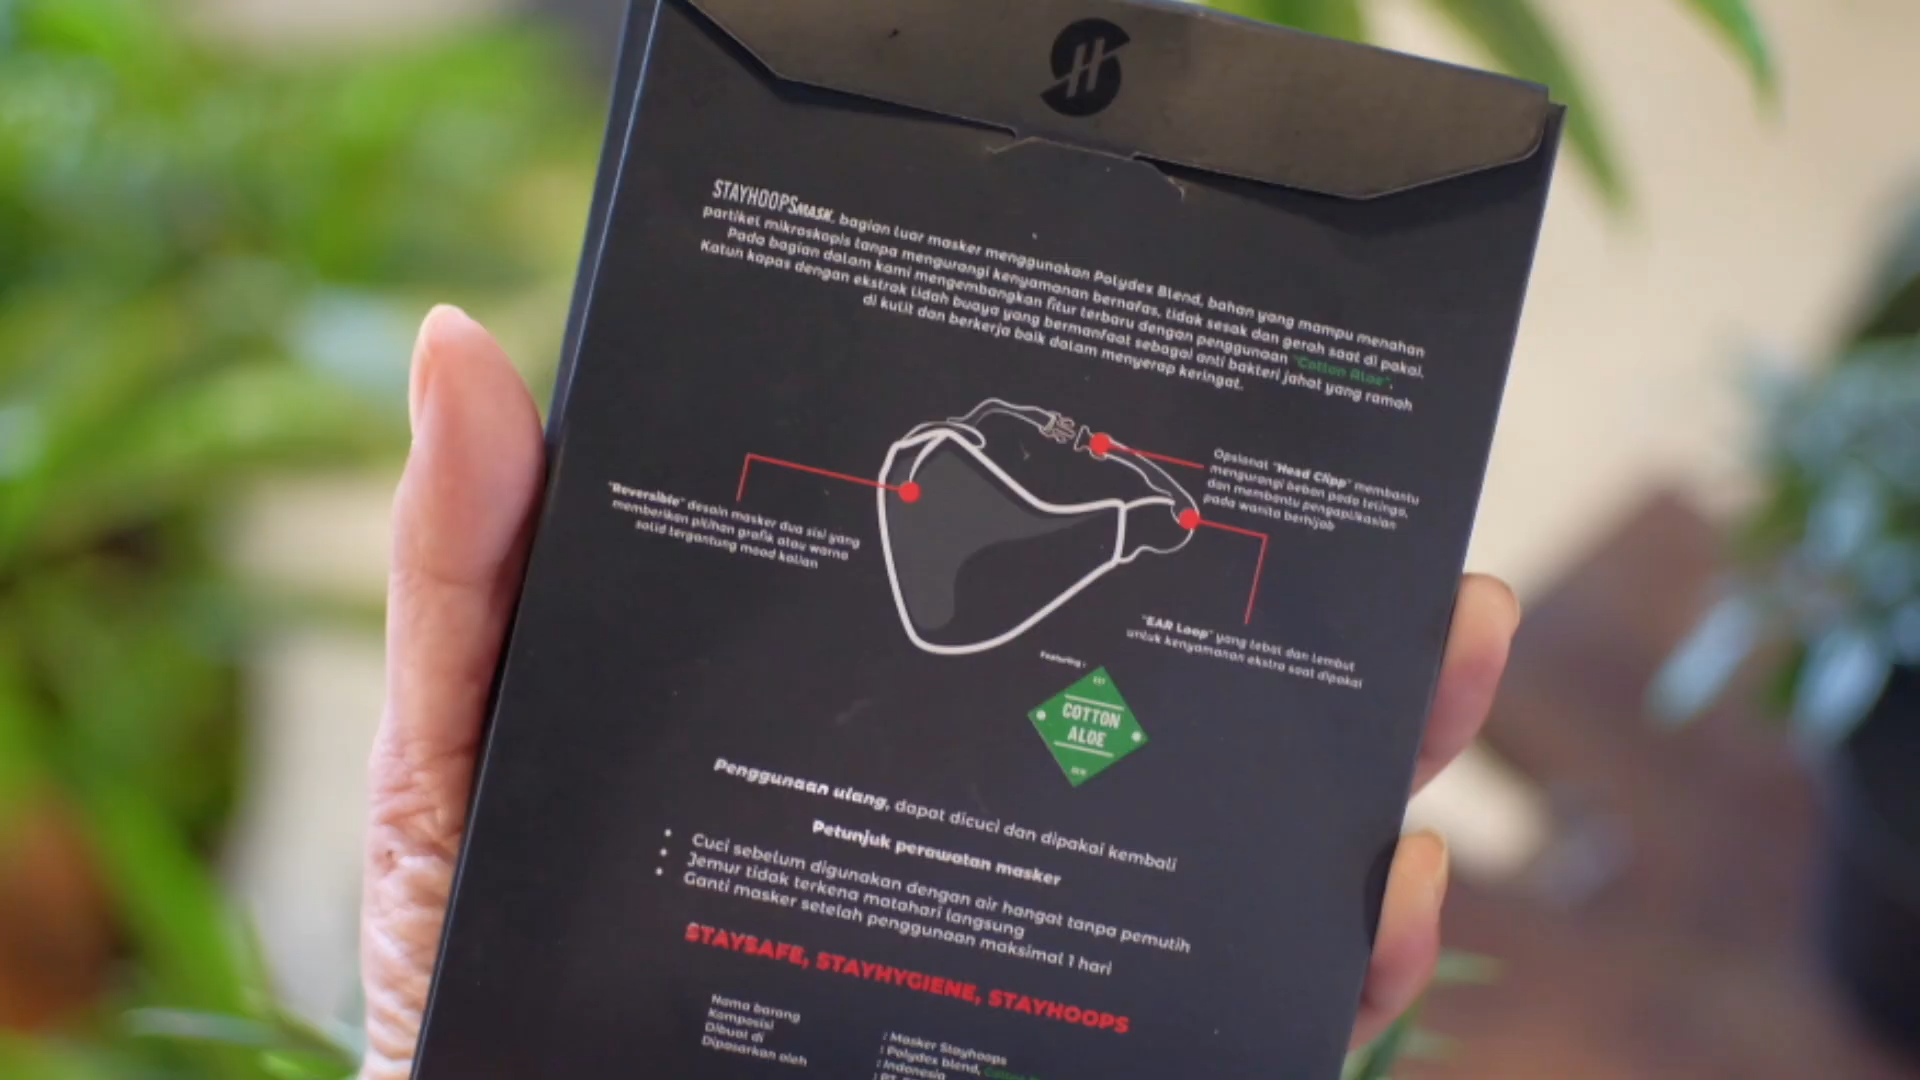 STAYHOOPSMASK, bagian luar masker menggunakan Polydex Blend, bahan yang mampu menahan
partikel mikroskopis tanpa mengurangi kenyamanan bernafas, tidak sesak dan gerah saat di pakai.
Pada bagian dalam kami mengembangkan fitur terbaru dengan penggunaan "Cotton Aloe",
Katun kapas dengan ekstrak lidah buaya yang bermanfaat sebagai anti bakteri jahat yang ramah
di kulit dan berkerja baik dalam menyerap keringat.
"Reversible" desain masker dua sisi yang
memberikan pilihan grafik atau warna
solid tergantung mood kalian
Opsional "Head Clipp" membantu
mengurangi beban pada telinga,
dan membantu pengaplikasian
pada wanita berhijab
"EAR Loop" yang lebat dan lembut
untuk kenyamanan ekstra saat dipakai
Featuring :
COTTON
ALOE
Penggunaan ulang, dapat dicuci dan dipakai kembali
Petunjuk perawatan masker
• Cuci sebelum digunakan dengan air hangat tanpa pemutih
• Jemur tidak terkena matahari langsung
• Ganti masker setelah penggunaan maksimal 1 hari
STAYSAFE, STAYHYGIENE, STAYHOOPS
Nama barang : Masker Stayhoops
Komposisi : Polydex blend, Cotton
Dibuat di : Indonesia
Dipasarkan oleh : PT.